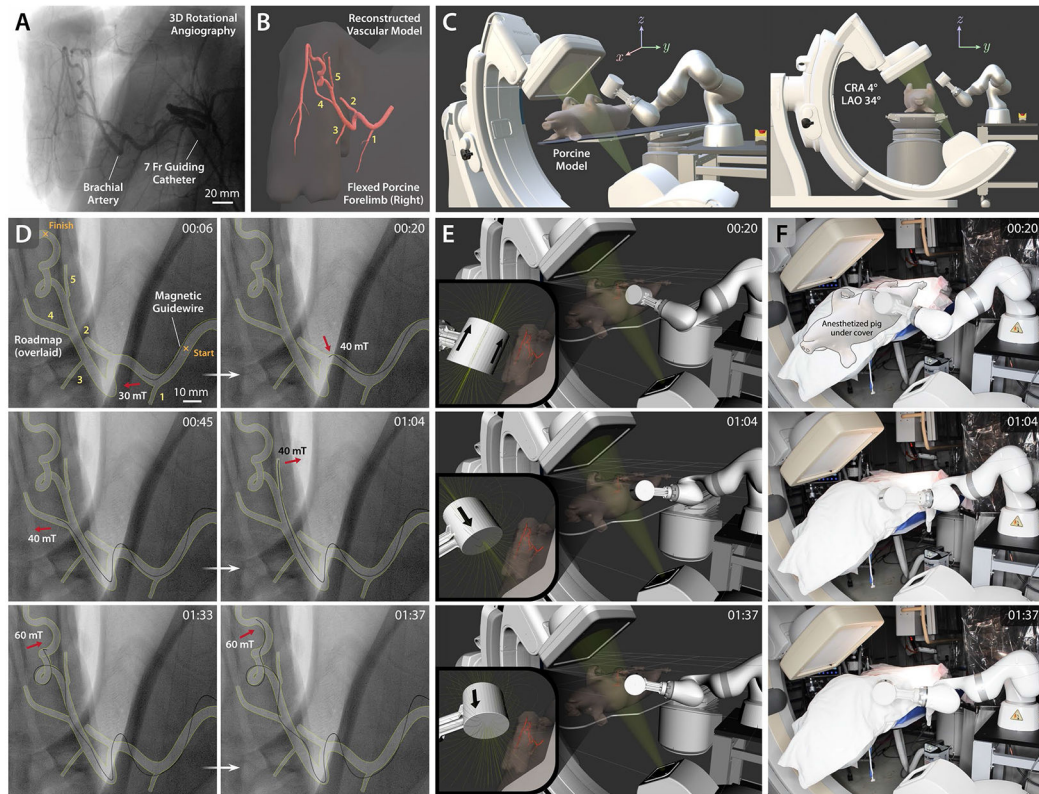 A
3D Rotational
Angiography
Brachial
Artery
7 Fr Guiding
Catheter
20 mm
B
Reconstructed
Vascular Model
5
4
2
3
1
Flexed Porcine
Forelimb (Right)
C
z
y
x
Porcine
Model
z
y
CRA 4°
LAO 34°
D
Finish
00:06
5
Magnetic
Guidewire
4
2
Roadmap
(overlaid)
Start
3
30 mT
1
10 mm
00:20
40 mT
00:45
40 mT
01:04
40 mT
01:33
60 mT
01:37
60 mT
E
00:20
01:04
01:37
F
00:20
Anesthetized pig
under cover
01:04
01:37